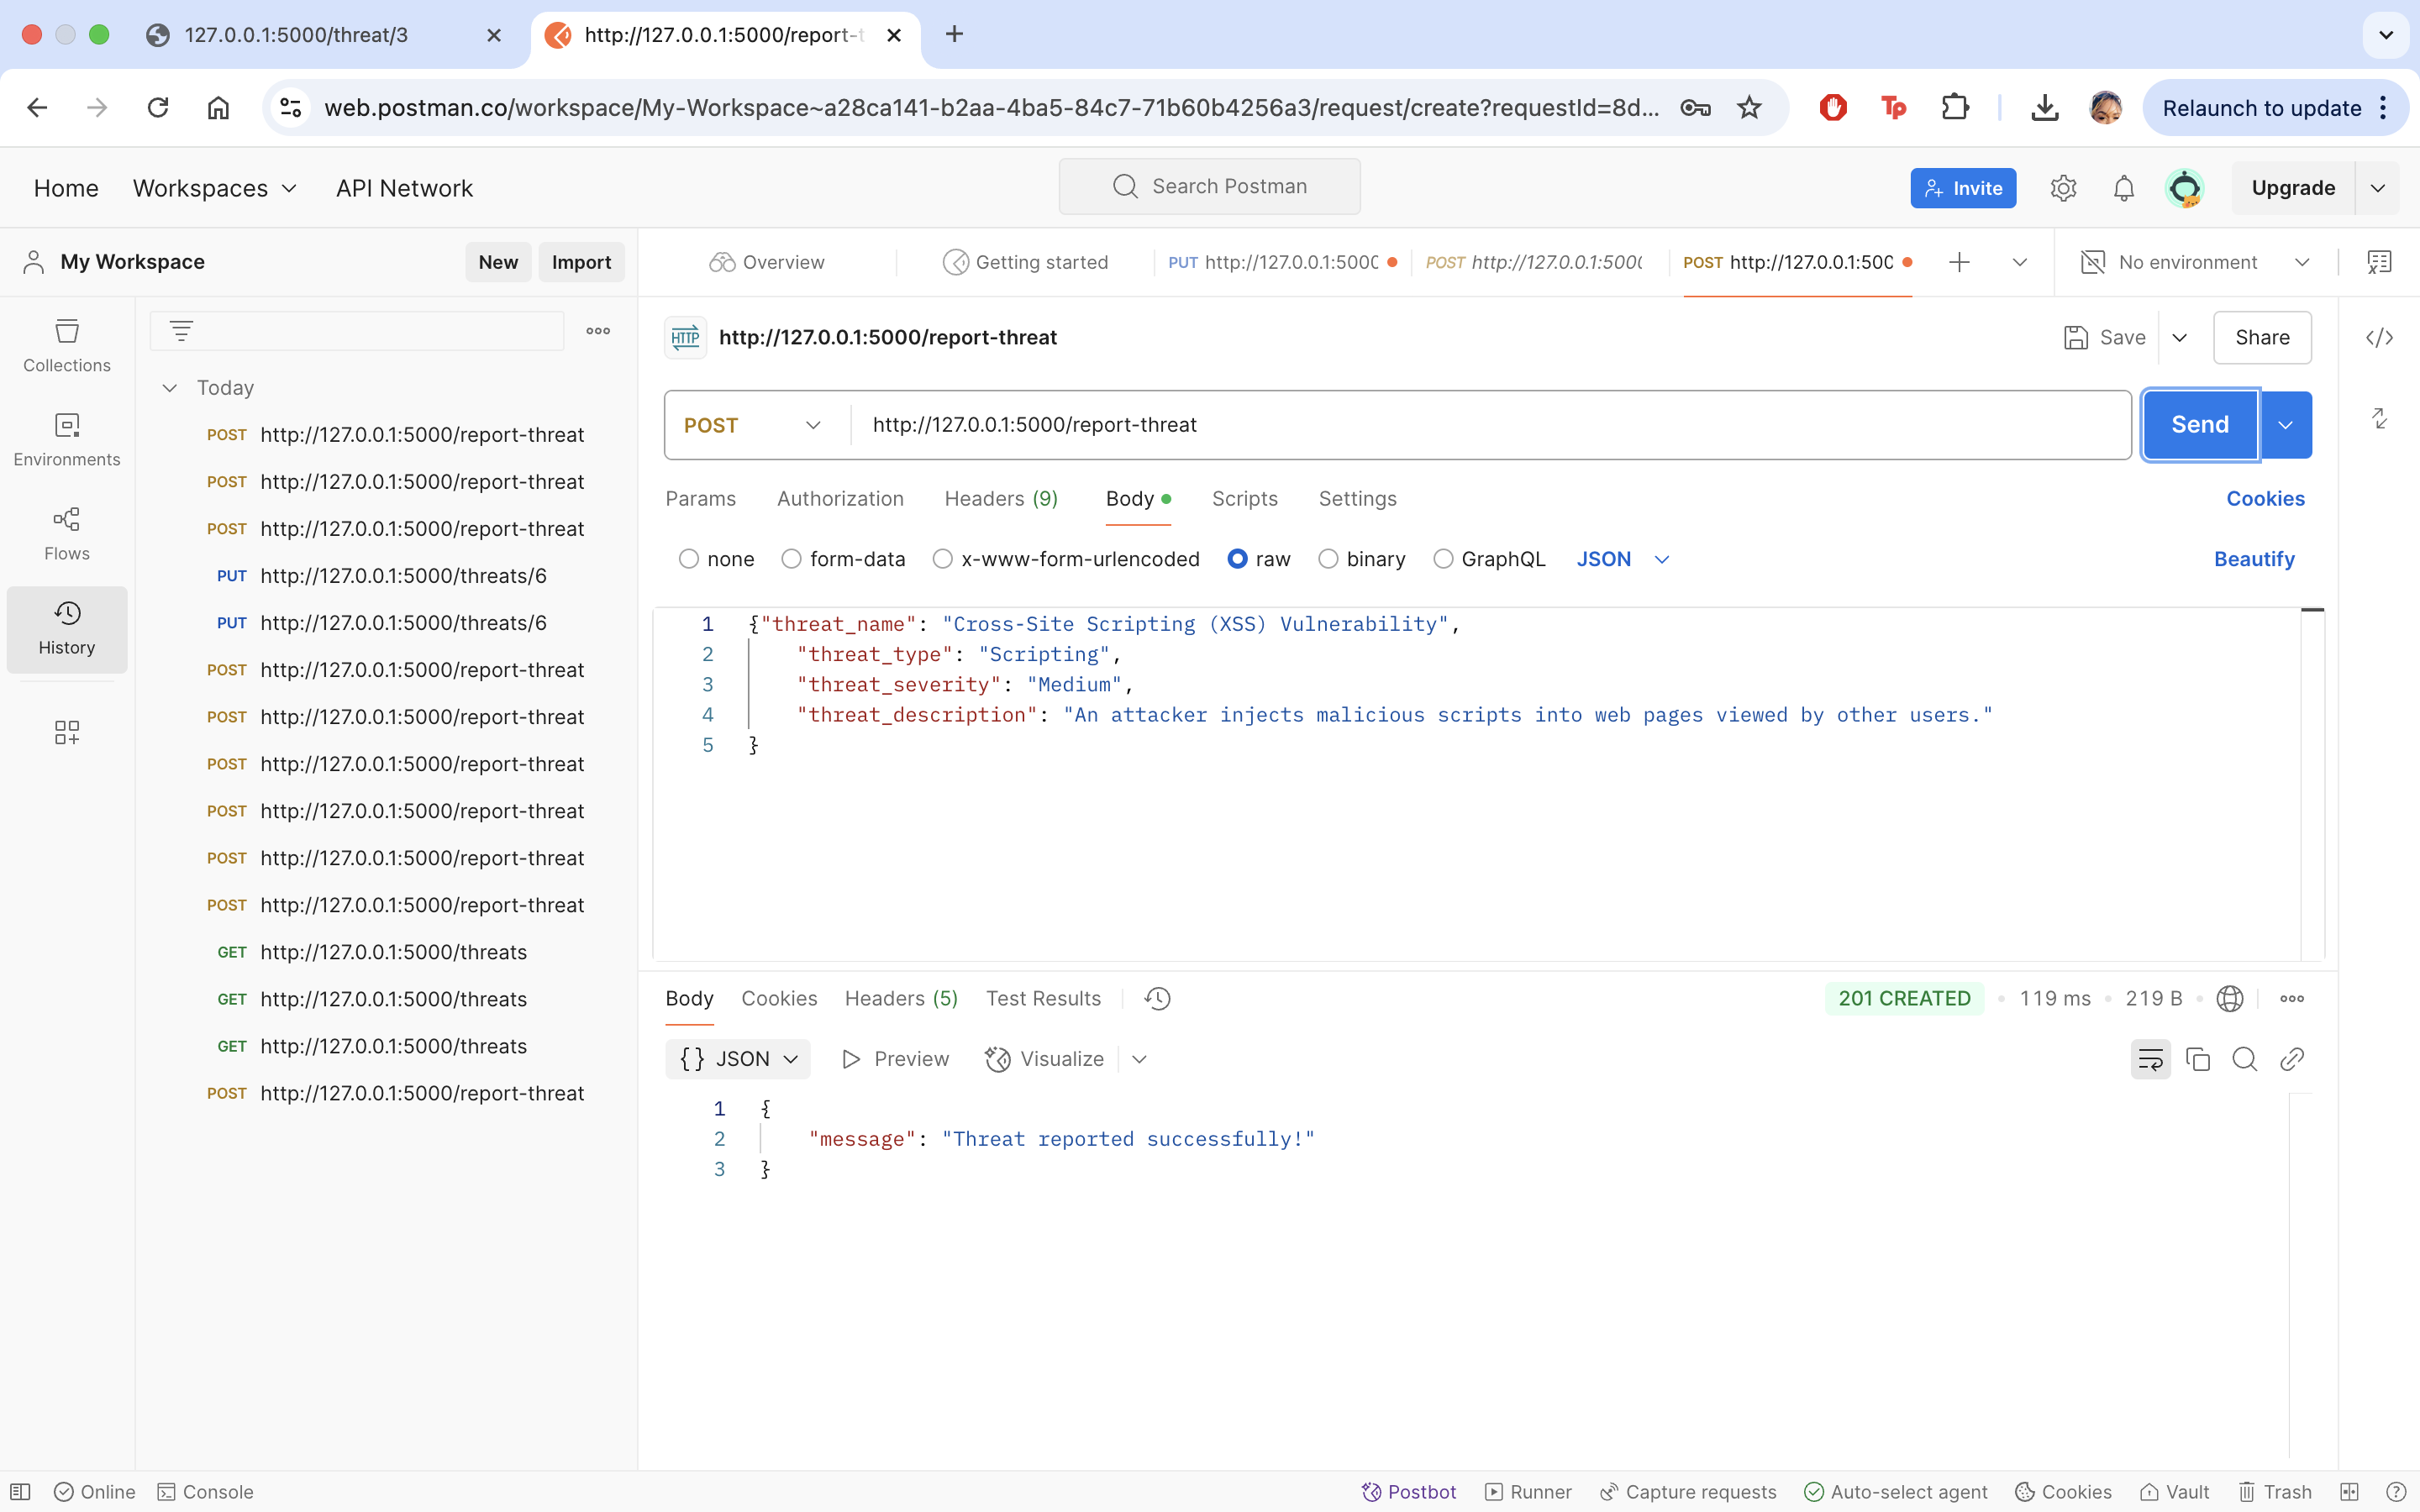 127.0.0.1:5000/threat/3
http://127.0.0.1:5000/report-t
web.postman.co/workspace/My-Workspace~a28ca141-b2aa-4ba5-84c7-71b60b4256a3/request/create?requestId=8d...
Tp
Relaunch to update
Home
Workspaces
API Network
Search Postman
Invite
Upgrade
My Workspace
New
Import
Overview
Getting started
PUT http://127.0.0.1:500C
POST http://127.0.0.1:500(
POST http://127.0.0.1:500
No environment
Collections
Environments
Flows
History
Today
POST http://127.0.0.1:5000/report-threat
POST http://127.0.0.1:5000/report-threat
POST http://127.0.0.1:5000/report-threat
PUT http://127.0.0.1:5000/threats/6
PUT http://127.0.0.1:5000/threats/6
POST http://127.0.0.1:5000/report-threat
POST http://127.0.0.1:5000/report-threat
POST http://127.0.0.1:5000/report-threat
POST http://127.0.0.1:5000/report-threat
POST http://127.0.0.1:5000/report-threat
POST http://127.0.0.1:5000/report-threat
GET http://127.0.0.1:5000/threats
GET http://127.0.0.1:5000/threats
GET http://127.0.0.1:5000/threats
POST http://127.0.0.1:5000/report-threat
HTTP http://127.0.0.1:5000/report-threat
Save
Share
POST
http://127.0.0.1:5000/report-threat
Send
Params
Authorization
Headers (9)
Body
Scripts
Settings
Cookies
none
form-data
x-www-form-urlencoded
raw
binary
GraphQL
JSON
Beautify
1 {"threat_name": "Cross-Site Scripting (XSS) Vulnerability",
2 "threat_type": "Scripting",
3 "threat_severity": "Medium",
4 "threat_description": "An attacker injects malicious scripts into web pages viewed by other users."
5 }
Body
Cookies
Headers (5)
Test Results
201 CREATED
119 ms
219 B
{} JSON
Preview
Visualize
1 {
2 "message": "Threat reported successfully!"
3 }
Online
Console
Postbot
Runner
Capture requests
Auto-select agent
Cookies
Vault
Trash